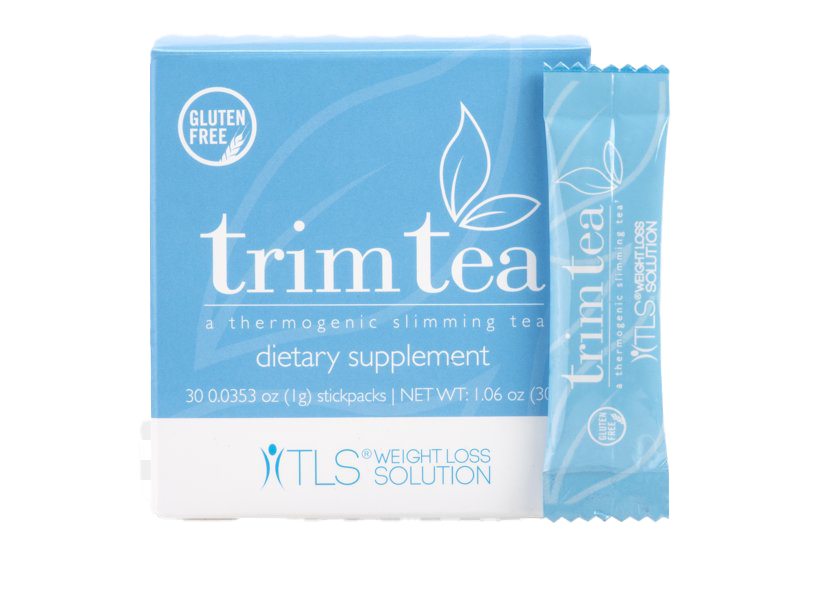 GLUTEN
FREE
trim tea
a thermogenic slimming tea
dietary supplement
30 0.0353 oz (1g) stickpacks | NET WT: 1.06 oz (30
TLS® WEIGHT LOSS
SOLUTION
trim tea
a thermogenic slimming tea¹
TLS® WEIGHT LOSS
SOLUTION
GLUTEN
FREE